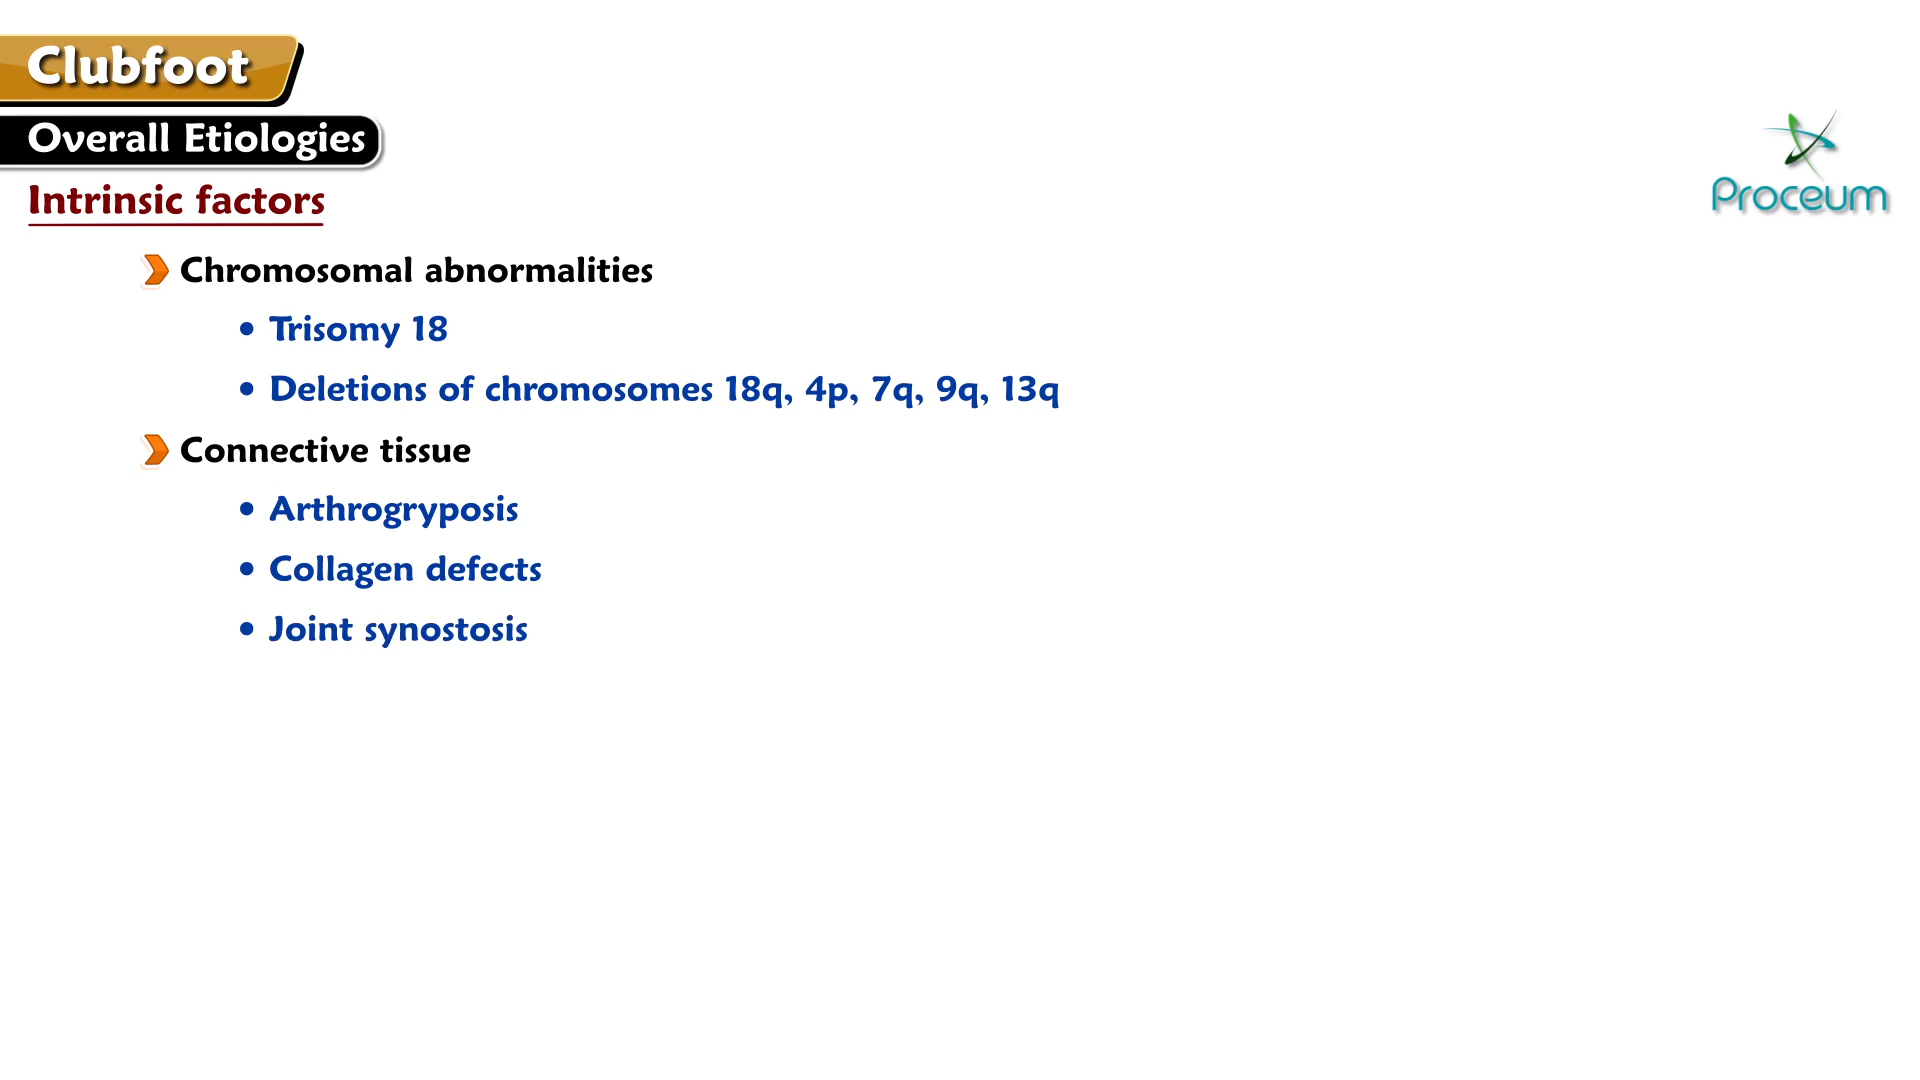 Clubfoot
Overall Etiologies
Proceum
Intrinsic factors
Chromosomal abnormalities
• Trisomy 18
• Deletions of chromosomes 18q, 4p, 7q, 9q, 13q
Connective tissue
• Arthrogryposis
• Collagen defects
• Joint synostosis